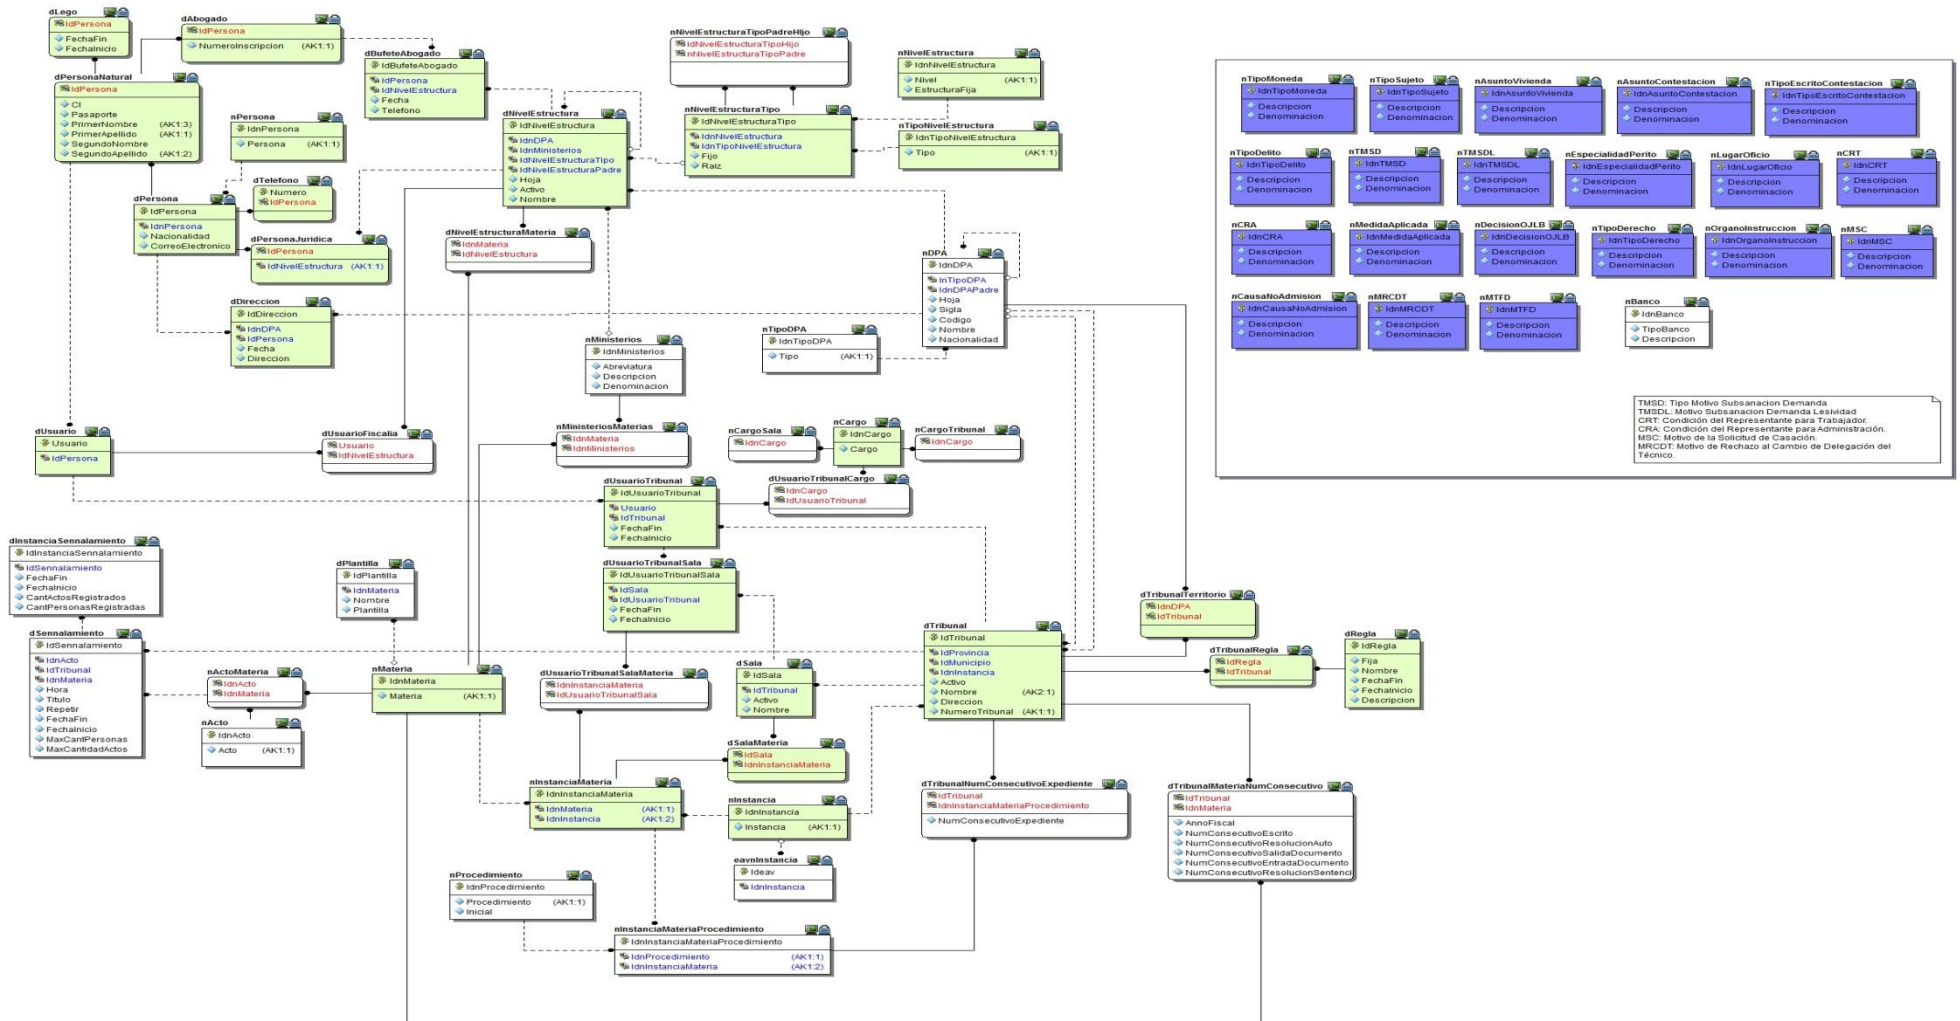 dLego
IdPersona
FechaFin
FechaInicio
dAbogado
IdPersona
NumeroInscripcion (AK1:1)
dBufeteAbogado
IdBufeteAbogado
IdPersona
IdNivelEstructura
Fecha
Telefono
dPersonaNatural
IdPersona
CI
Pasaporte
PrimerNombre (AK1:3)
PrimerApellido (AK1:1)
SegundoNombre
SegundoApellido (AK1:2)
nPersona
IdnPersona
Persona (AK1:1)
dTelefono
Numero
IdPersona
dPersona
IdPersona
IdnPersona
Nacionalidad
CorreoElectronico
dPersonaJuridica
IdPersona
IdNivelEstructura (AK1:1)
dDireccion
IdDireccion
IdnDPA
IdPersona
Fecha
Direccion
dNivelEstructura
IdNivelEstructura
IdnDPA
IdnMinisterios
IdNivelEstructuraTipo
IdNivelEstructuraPadre
Hoja
Activo
Nombre
nNivelEstructuraTipoPadreHIjo
IdNivelEstructuraTipoHijo
nNivelEstructuraTipoPadre
nNivelEstructura
IdnNivelEstructura
Nivel (AK1:1)
EstructuraFija
nNivelEstructuraTipo
IdNivelEstructuraTipo
IdnNivelEstructura
IdnTipoNivelEstructura
Fijo
Raiz
nTipoNivelEstructura
IdnTipoNivelEstructura
Tipo (AK1:1)
dNivelEstructuraMateria
IdnMateria
IdNivelEstructura
nDPA
IdnDPA
InTipoDPA
IdnDPAPadre
Hoja
Sigla
Codigo
Nombre
Nacionalidad
nTipoDPA
IdnTipoDPA
Tipo (AK1:1)
nMinisterios
IdnMinisterios
Abreviatura
Descripcion
Denominacion
nMinisteriosMaterias
IdnMateria
IdnMinisterios
dUsuario
Usuario
IdPersona
dUsuarioFiscalia
Usuario
IdNivelEstructura
nCargoSala
IdnCargo
nCargo
IdnCargo
Cargo
nCargoTribunal
IdnCargo
dUsuarioTribunal
IdUsuarioTribunal
Usuario
IdTribunal
FechaFin
FechaInicio
dUsuarioTribunalCargo
IdnCargo
IdUsuarioTribunal
dInstanciaSennalamiento
IdInstanciaSennalamiento
IdSennalamiento
FechaFin
FechaInicio
CantActosRegistrados
CantPersonasRegistradas
dPlantilla
IdPlantilla
IdnMateria
Nombre
Plantilla
dUsuarioTribunalSala
IdUsuarioTribunalSala
IdSala
IdUsuarioTribunal
FechaFin
FechaInicio
dTribunalTerritorio
IdnDPA
IdTribunal
dSennalamiento
IdSennalamiento
IdnActo
IdTribunal
IdnMateria
Hora
Titulo
Repetir
FechaFin
FechaInicio
MaxCantPersonas
MaxCantidadActos
nActoMateria
IdnActo
IdnMateria
nActo
IdnActo
Acto (AK1:1)
nMateria
IdnMateria
Materia (AK1:1)
dUsuarioTribunalSalaMateria
IdnInstanciaMateria
IdUsuarioTribunalSala
dSala
IdSala
IdTribunal
Activo
Nombre
dTribunal
IdTribunal
IdProvincia
IdMunicipio
IdnInstancia
Activo
Nombre (AK2:1)
Direccion
NumeroTribunal (AK1:1)
dTribunalRegla
IdRegla
IdTribunal
dRegla
IdRegla
Fija
Nombre
FechaFin
FechaInicio
Descripcion
dSalaMateria
IdSala
IdnInstanciaMateria
nInstanciaMateria
IdnInstanciaMateria
IdnMateria (AK1:1)
IdnInstancia (AK1:2)
nInstancia
IdnInstancia
Instancia (AK1:1)
dTribunalNumConsecutivoExpediente
IdTribunal
IdnInstanciaMateriaProcedimiento
NumConsecutivoExpediente
dTribunalMateriaNumConsecutivo
IdTribunal
IdnMateria
AnnoFiscal
NumConsecutivoEscrito
NumConsecutivoResolucionAuto
NumConsecutivoSalidaDocumento
NumConsecutivoEntradaDocumento
NumConsecutivoResolucionSentenci
eavnInstancia
Ideav
IdnInstancia
nProcedimiento
IdnProcedimiento
Procedimiento (AK1:1)
Inicial
nInstanciaMateriaProcedimiento
IdnInstanciaMateriaProcedimiento
IdnProcedimiento (AK1:1)
IdnInstanciaMateria (AK1:2)
nTipoMoneda
IdnTipoMoneda
Descripcion
Denominacion
nTipoSujeto
IdnTipoSujeto
Descripcion
Denominacion
nAsuntoVivienda
IdnAsuntoVivienda
Descripcion
Denominacion
nAsuntoContestacion
IdnAsuntoContestacion
Descripcion
Denominacion
nTipoEscritoContestacion
IdnTipoEscritoContestacion
Descripcion
Denominacion
nTipoDelito
IdnTipoDelito
Descripcion
Denominacion
nTMSD
IdnTMSD
Descripcion
Denominacion
nTMSDL
IdnTMSDL
Descripcion
Denominacion
nEspecialidadPerito
IdnEspecialidadPerito
Descripcion
Denominacion
nLugarOficio
IdnLugarOficio
Descripcion
Denominacion
nCRT
IdnCRT
Descripcion
Denominacion
nCRA
IdnCRA
Descripcion
Denominacion
nMedidaAplicada
IdnMedidaAplicada
Descripcion
Denominacion
nDecisionOJLB
IdnDecisionOJLB
Descripcion
Denominacion
nTipoDerecho
IdnTipoDerecho
Descripcion
Denominacion
nOrganoInstruccion
IdnOrganoInstruccion
Descripcion
Denominacion
nMSC
IdnMSC
Descripcion
Denominacion
nCausaNoAdmision
IdnCausaNoAdmision
Descripcion
Denominacion
nMRCDT
IdnMRCDT
Descripcion
Denominacion
nMTFD
IdnMTFD
Descripcion
Denominacion
nBanco
IdnBanco
TipoBanco
Descripcion
TMSD: Tipo Motivo Subsanacion Demanda
TMSDL: Motivo Subsanacion Demanda Lesividad
CRT: Condición del Representante para Trabajador.
CRA: Condición del Representante para Administración.
MSC: Motivo de la Solicitud de Casación.
MRCDT: Motivo de Rechazo al Cambio de Delegación del
Técnico.